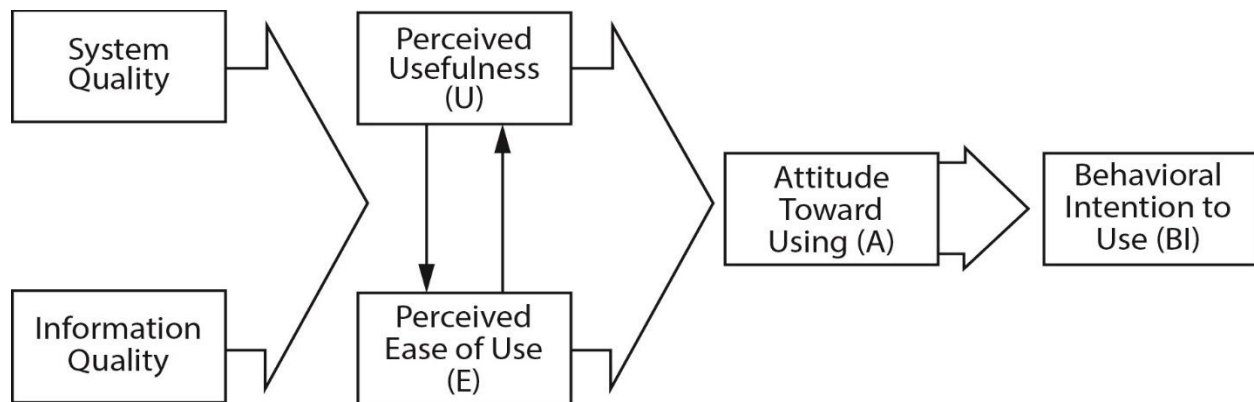 System
Quality
Information
Quality
Perceived
Usefulness
(U)
Perceived
Ease of Use
(E)
Attitude
Toward
Using (A)
Behavioral
Intention to
Use (BI)